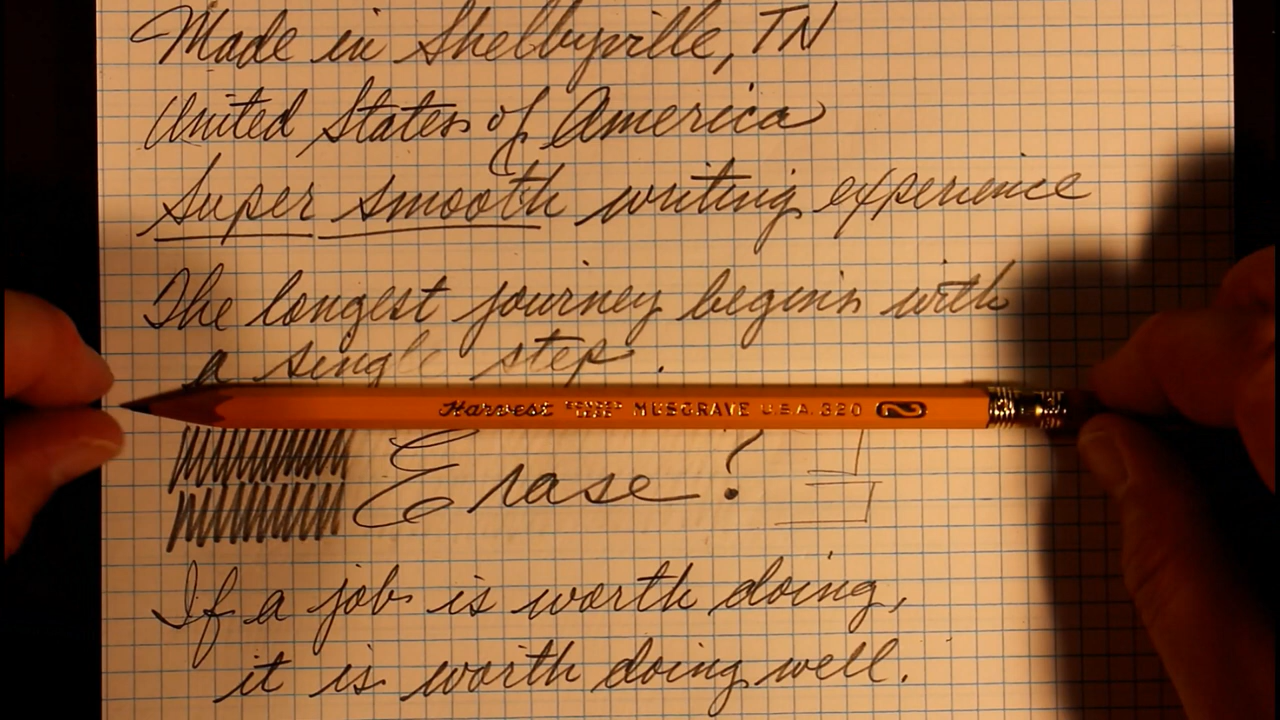 Made in Shelbyville, TN
United States of America
Super smooth writing experience
The longest journey begins with
a single step.
Harvest MUSGRAVE U.S.A. 320 2
Erase?
If a job is worth doing,
it is worth doing well.